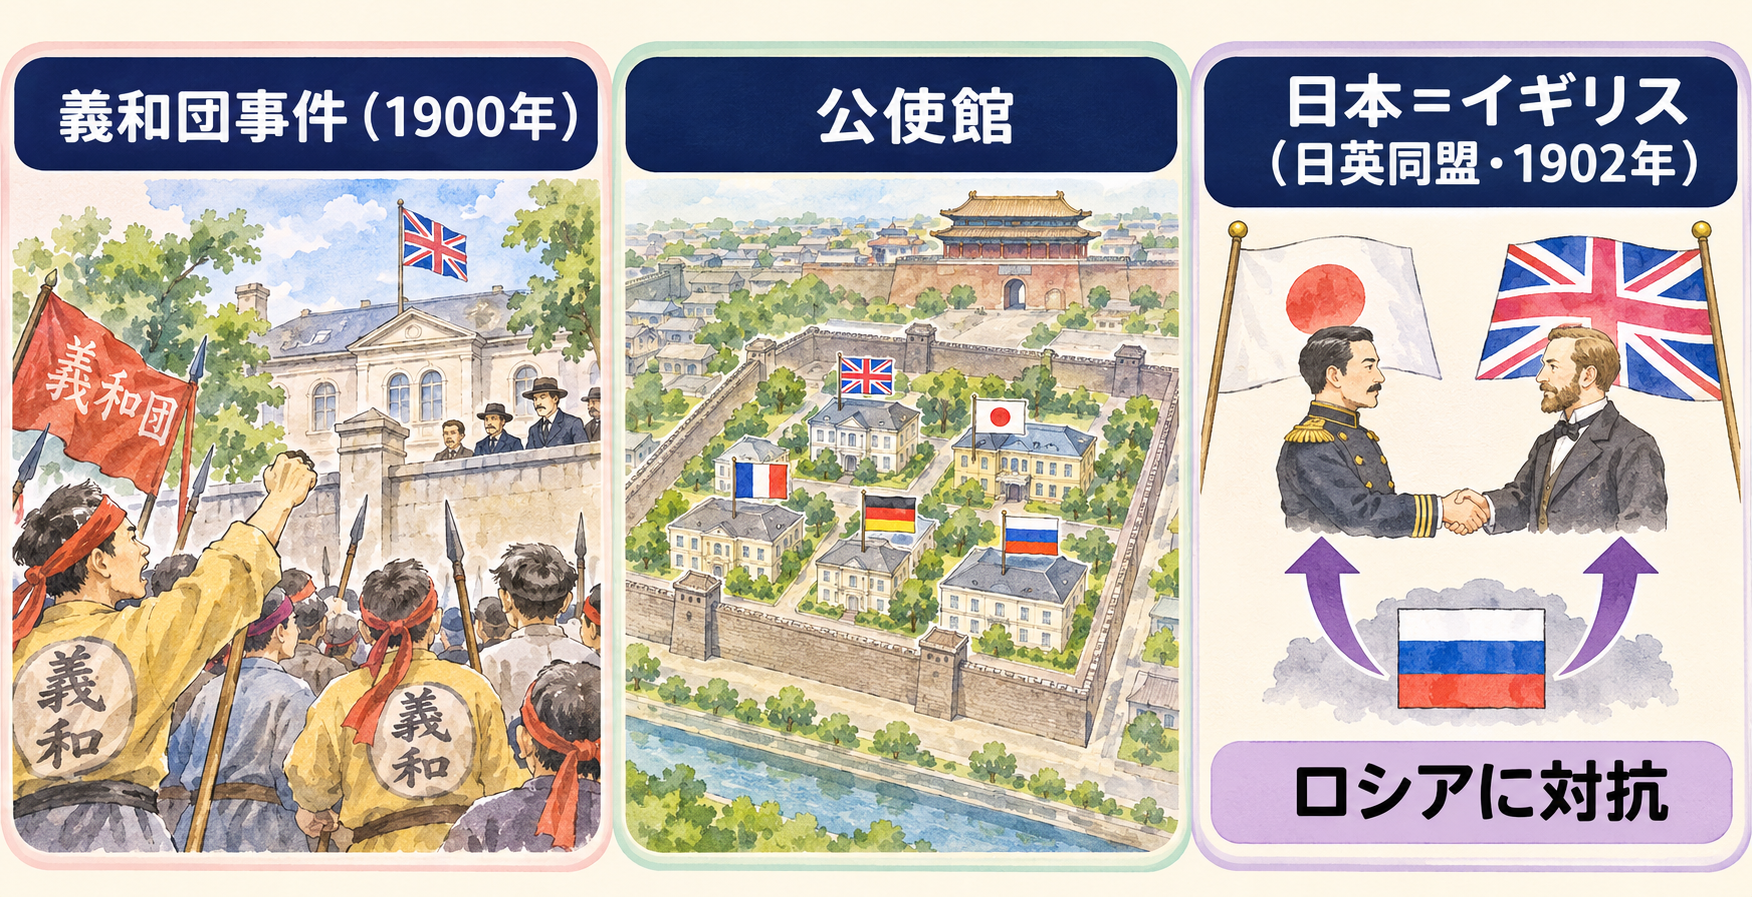 義和団事件(1900年)
義和団
義和
義和
公使館
日本=イギリス
(日英同盟・1902年)
ロシアに対抗